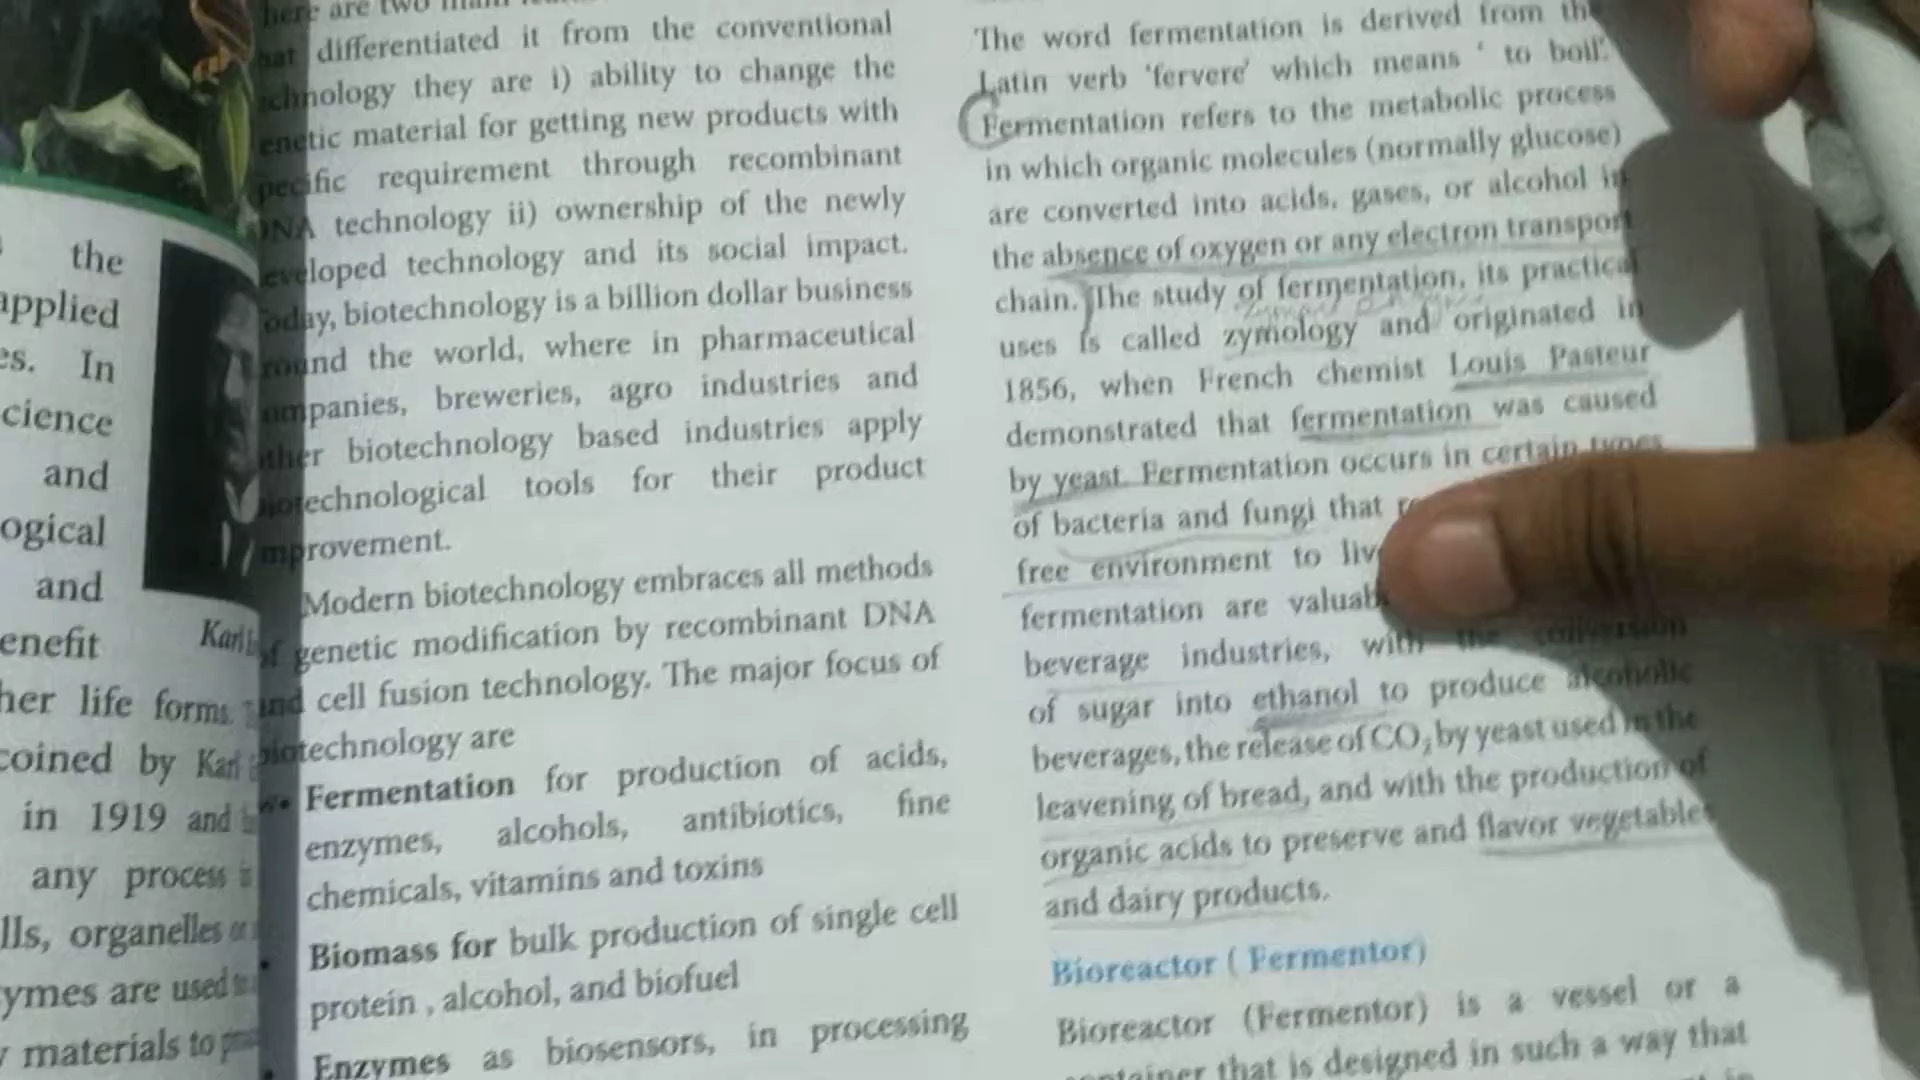 the
applied
In
cience
and
ogical
and
enefit
her life forms.
coined by Karl
in 1919 and
any process
lls, organelles or
ymes are used
materials to
Karl
here are two main
hat differentiated it from the conventional
technology they are i) ability to change the
genetic material for getting new products with
specific requirement through recombinant
DNA technology ii) ownership of the newly
developed technology and its social impact.
Today, biotechnology is a billion dollar business
around the world, where in pharmaceutical
companies, breweries, agro industries and
other biotechnology based industries apply
biotechnological tools for their product
improvement.
Modern biotechnology embraces all methods
of genetic modification by recombinant DNA
and cell fusion technology. The major focus of
biotechnology are
• Fermentation for production of acids,
enzymes, alcohols, antibiotics, fine
chemicals, vitamins and toxins
• Biomass for bulk production of single cell
protein , alcohol, and biofuel
• Enzymes as biosensors, in processing
The word fermentation is derived from the
Latin verb ‘fervere’ which means ‘ to boil’.
Fermentation refers to the metabolic process
in which organic molecules (normally glucose)
are converted into acids, gases, or alcohol in
the absence of oxygen or any electron transport
chain. The study of fermentation, its practical
uses is called zymology and originated in
1856, when French chemist Louis Pasteur
demonstrated that fermentation was caused
by yeast. Fermentation occurs in certain types
of bacteria and fungi that
free environment to live
fermentation are valuab
beverage industries, with the conversion
of sugar into ethanol to produce alcoholic
beverages, the release of CO₂ by yeast used in the
leavening of bread, and with the production of
organic acids to preserve and flavor vegetables
and dairy products.
Bioreactor ( Fermentor)
Bioreactor (Fermentor) is a vessel or a
container that is designed in such a way that